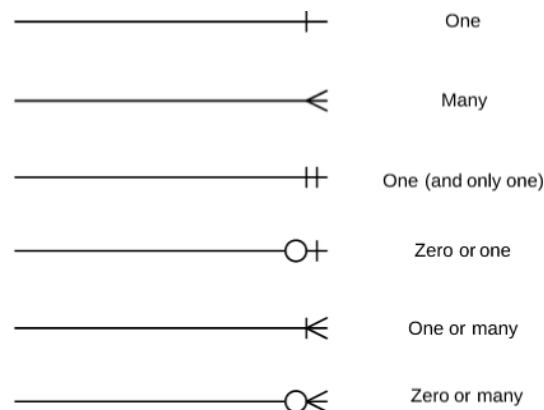 One
Many
One (and only one)
Zero or one
One or many
Zero or many